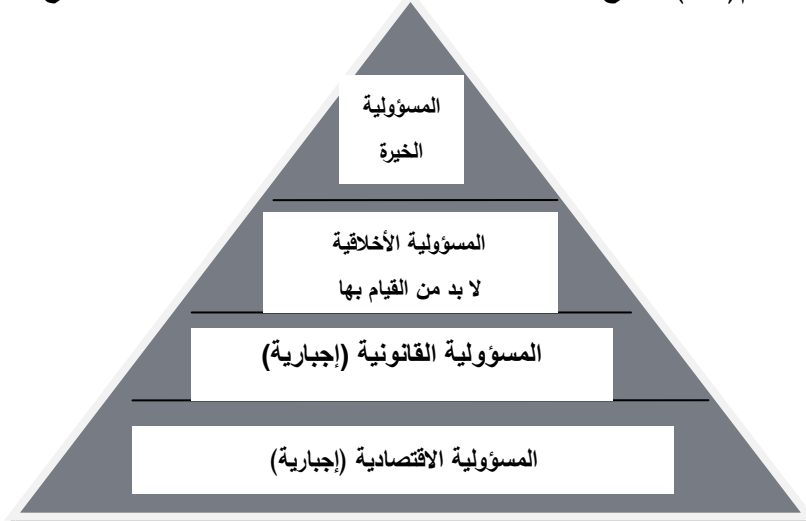 المسؤولية
الخيرة
المسؤولية الأخلاقية
لا بد من القيام بها
المسؤولية القانونية (إجبارية)
المسؤولية الاقتصادية (إجبارية)